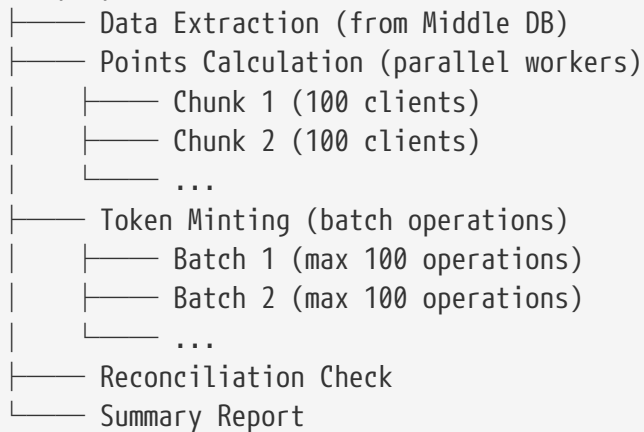 ├──── Data Extraction (from Middle DB)
├──── Points Calculation (parallel workers)
│     ├──── Chunk 1 (100 clients)
│     ├──── Chunk 2 (100 clients)
│     └──── ...
├──── Token Minting (batch operations)
│     ├──── Batch 1 (max 100 operations)
│     ├──── Batch 2 (max 100 operations)
│     └──── ...
├──── Reconciliation Check
└──── Summary Report